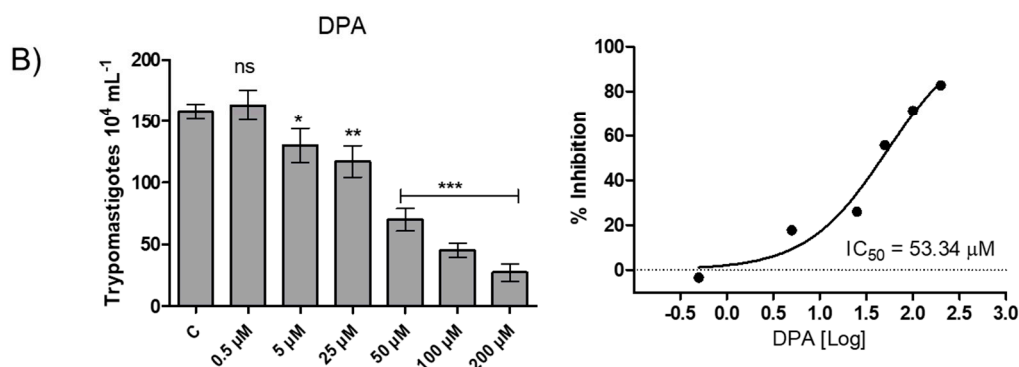 B)
DPA
Trypomastigotes 10⁴ mL⁻¹
200
150
100
50
0
ns
*
**
***
C
0.5 µM
5 µM
25 µM
50 µM
100 µM
200 µM
% Inhibition
100
80
60
40
20
0
IC₅₀ = 53.34 µM
-0.5 0.0 0.5 1.0 1.5 2.0 2.5 3.0
DPA [Log]